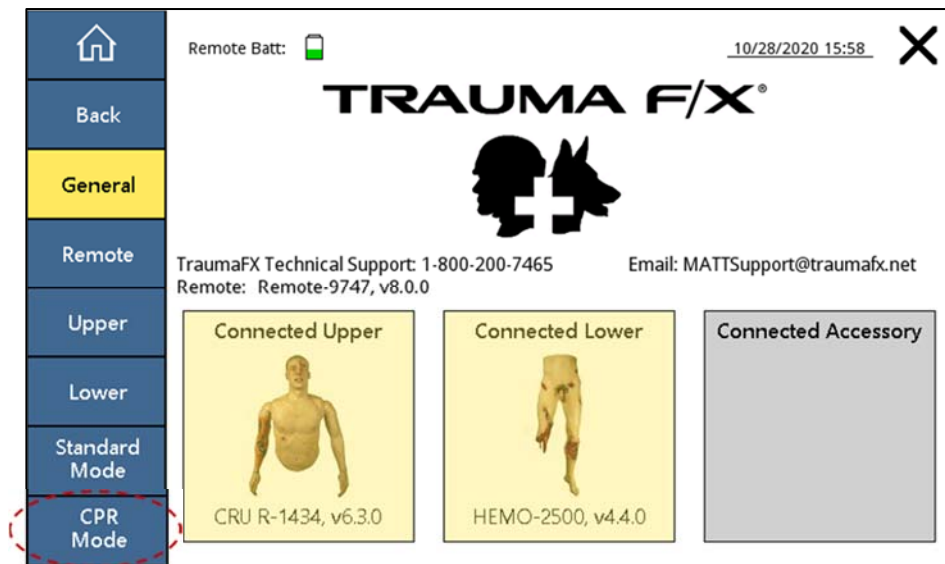 Remote Batt:
10/28/2020 15:58
Back
TRAUMA F/X®
General
Remote
TraumaFX Technical Support: 1-800-200-7465 Email: MATTSupport@traumafx.net
Remote: Remote-9747, v8.0.0
Upper
Connected Upper
Connected Lower
Connected Accessory
Lower
Standard
Mode
CPR
Mode
CRU R-1434, v6.3.0
HEMO-2500, v4.4.0